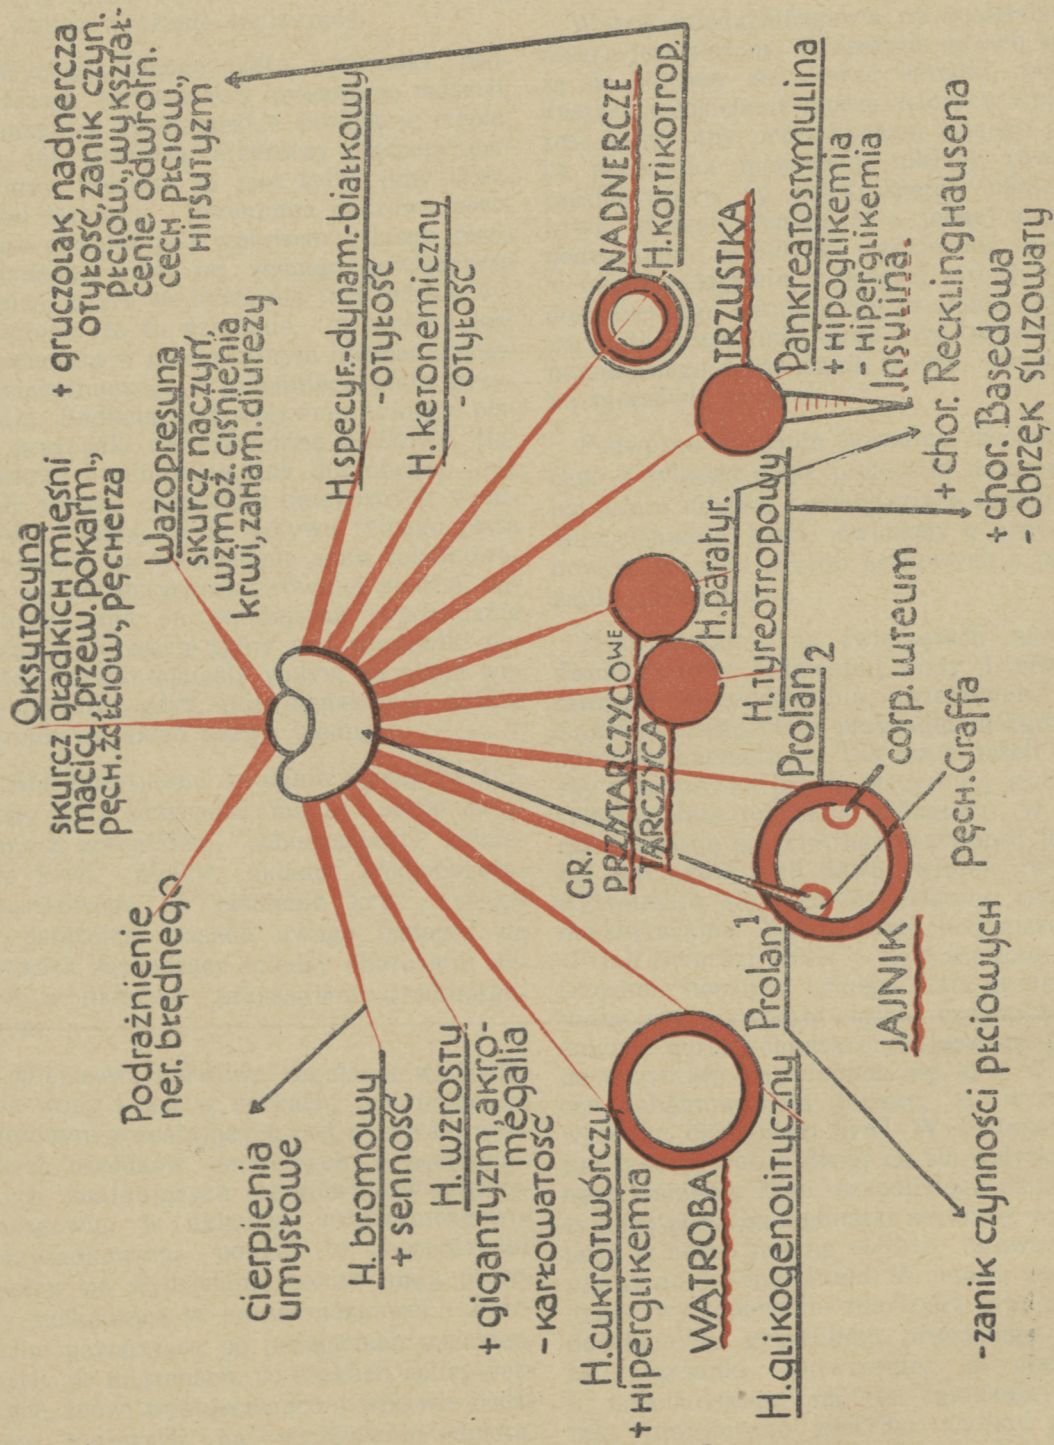 Oksytocyna
skurcz gładkich mięśni
macicy, przew. pokarm.,
pęch. żółciow., pęcherza
Wazopresyna
skurcz naczyń,
wzmoż. ciśnienia
krwi, zaham. diurezy
+ gruczolak nadnercza
otyłość, zanik czyn.
płciow., wykształ-
cenie odwrotn.
cech płciow.,
hirsutyzm
Podrażnienie
ner. błędnego
cierpienia
umysłowe
H. bromowy
+ senność
H. wzrostu
+ gigantyzm, akro-
megalia
- karłowatość
H. cukrotwórczy
+ Hiperglikemia
WĄTROBA
H. glikogenolityczny
H. specyf.-dynam.-białkowy
- otyłość
H. ketonemiczny
- otyłość
NADNERCZE
H. kortikotrop.
TRZUSTKA
Pankreatostymulina
+ Hipoglikemia
- Hiperglikemia
Insulina.
GR.
PRZYTARCZYCOWE
TARCZYCA
H. paratyr.
H. tyreotropowy
+ chor. Recklinghausena
+ chor. Basedowa
- obrzęk śluzowaty
Prolan 1
Prolan 2
JAJNIK
corp. luteum
pęch. Graffa
-zanik czynności płciowych